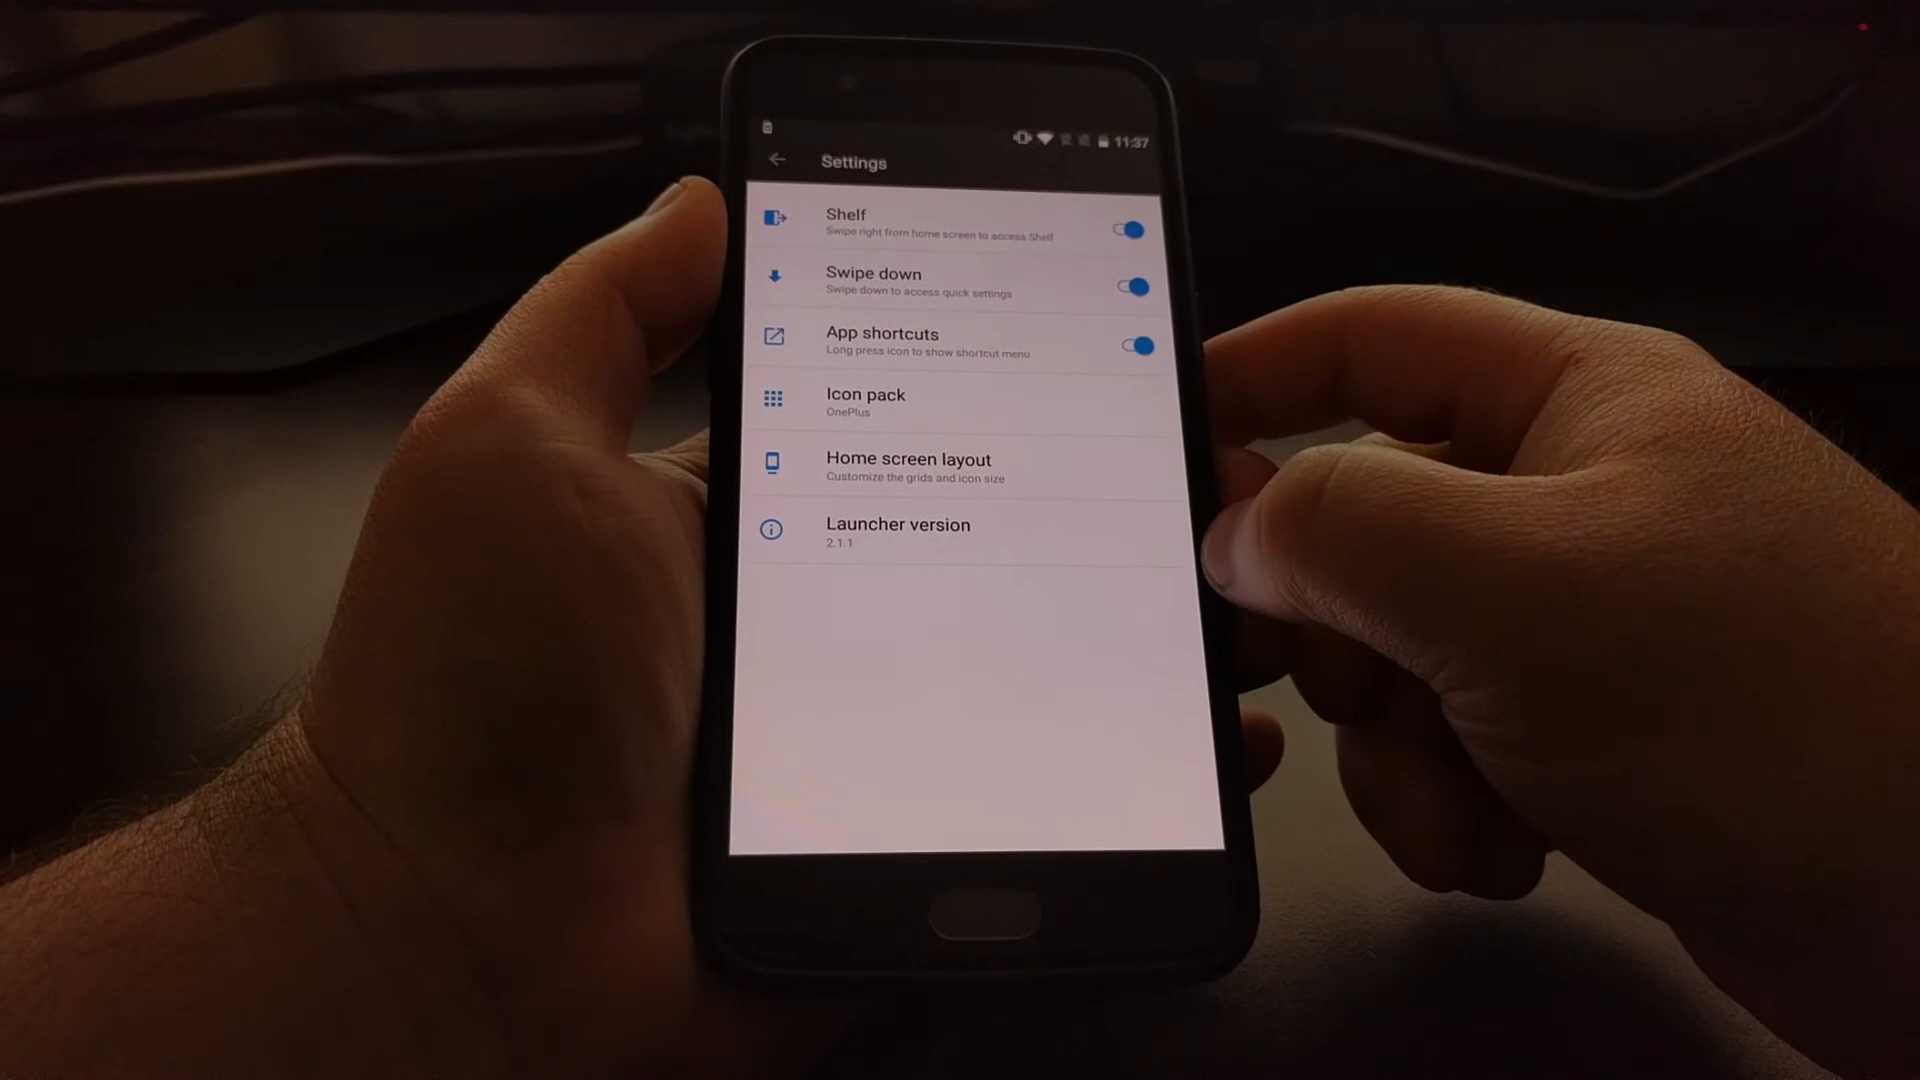 11:37
Settings
Shelf
Swipe right from home screen to access Shelf
Swipe down
Swipe down to access quick settings
App shortcuts
Long press icon to show shortcut menu
Icon pack
OnePlus
Home screen layout
Customize the grids and icon size
Launcher version
2.1.1